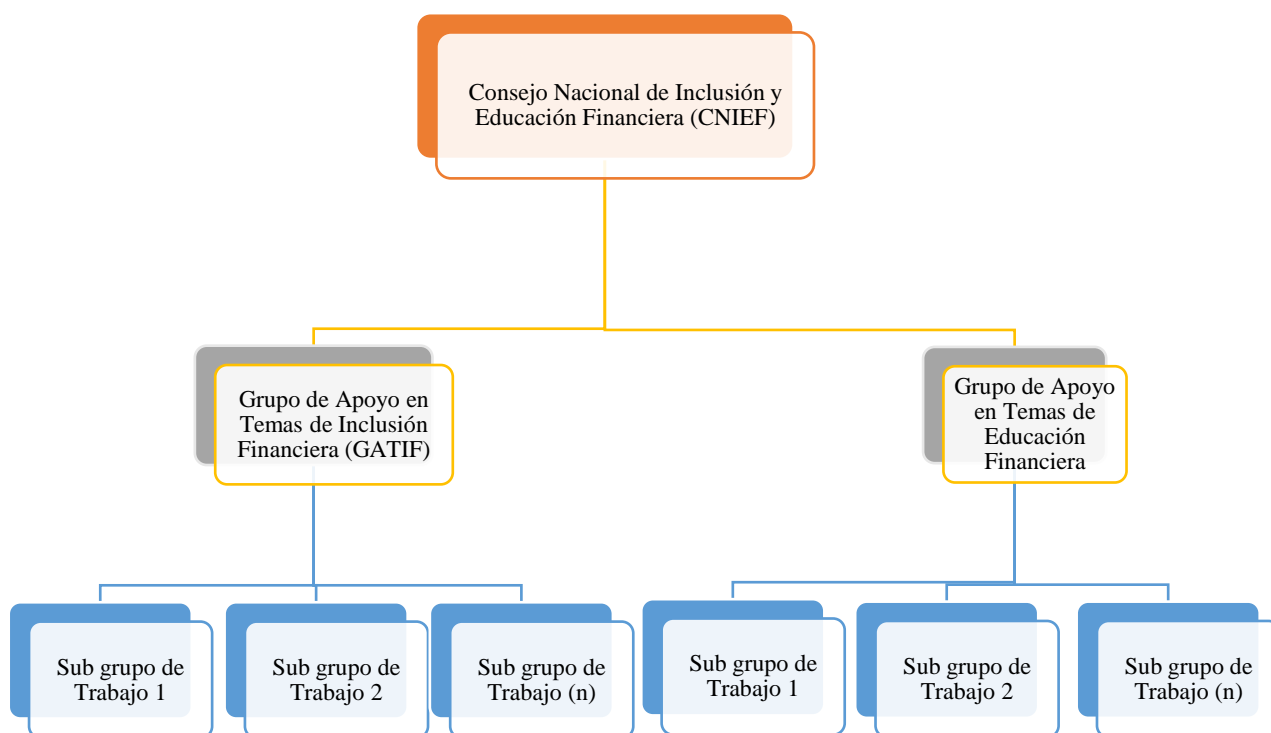 Consejo Nacional de Inclusión y
Educación Financiera (CNIEF)
Grupo de Apoyo en
Temas de Inclusión
Financiera (GATIF)
Grupo de Apoyo
en Temas de
Educación
Financiera
Sub grupo de
Trabajo 1
Sub grupo de
Trabajo 2
Sub grupo de
Trabajo (n)
Sub grupo de
Trabajo 1
Sub grupo de
Trabajo 2
Sub grupo de
Trabajo (n)